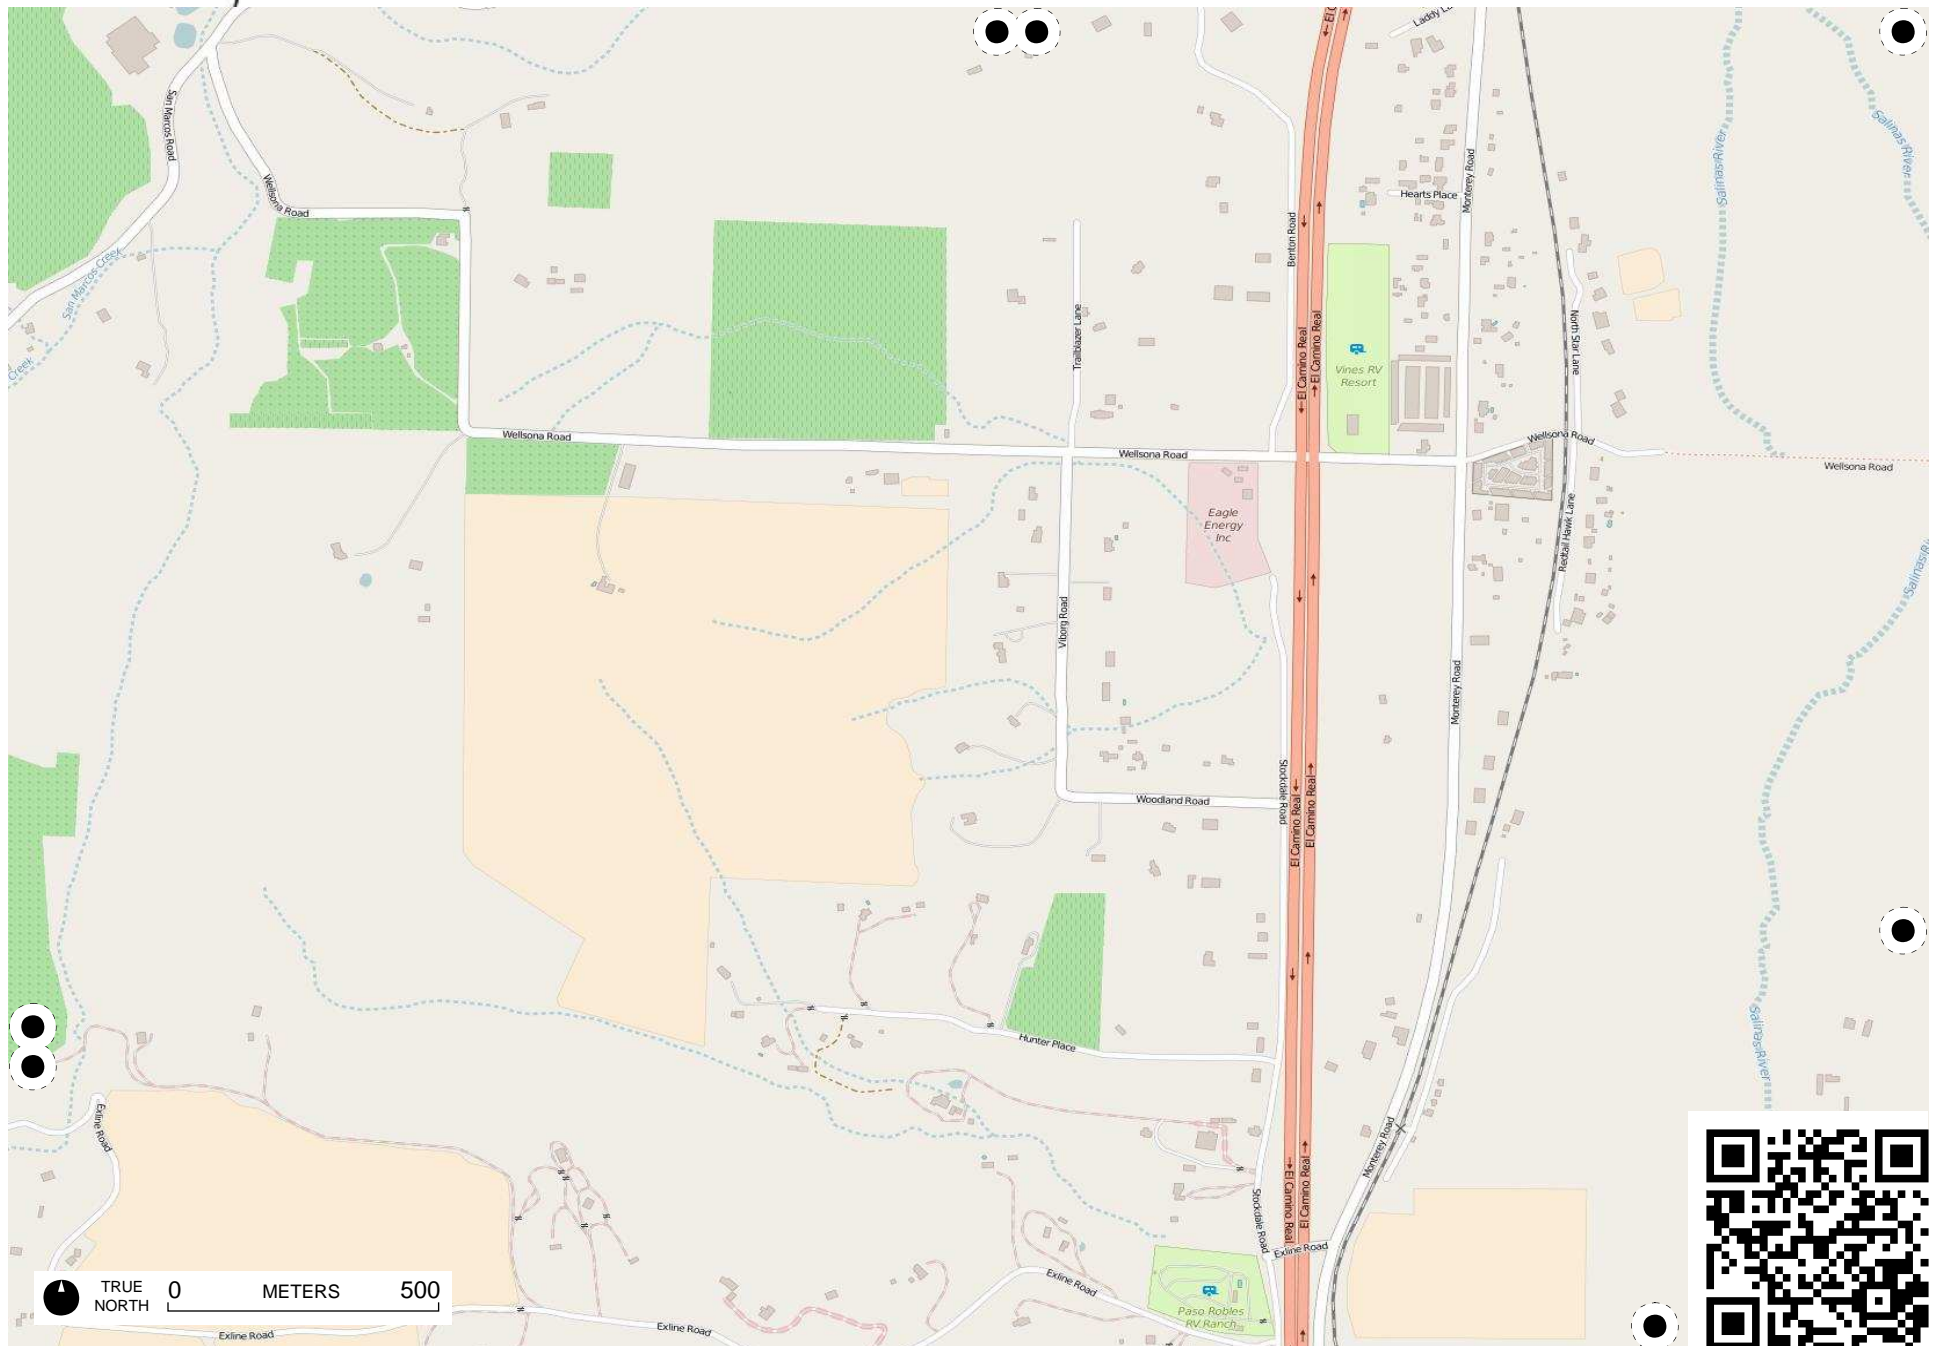 El C
Laddy L
San Marcos Road
Salinas River
Salinas River
Wellsona Road
Monterey Road
Hearts Place
Benton Road
San Marcos Creek
Creek
Trailblazer Lane
El Camino Real
El Camino Real
North Star Lane
Vines RV
Resort
Wellsona Road
Wellsona Road
Wellsona Road
Wellsona Road
Eagle
Energy
Inc
Redtail Hawk Lane
Salinas Ri
Viborg Road
Monterey Road
Stockdale Road
Woodland Road
El Camino Real
El Camino Real
Salinas River
Hunter Place
Exline Road
Monterey Road
El Camino Real
El Camino Real
Stockdale Road
Exline Road
Exline Road
Paso Robles
RV Ranch
TRUE
NORTH
0 METERS 500
Exline Road
Exline Road